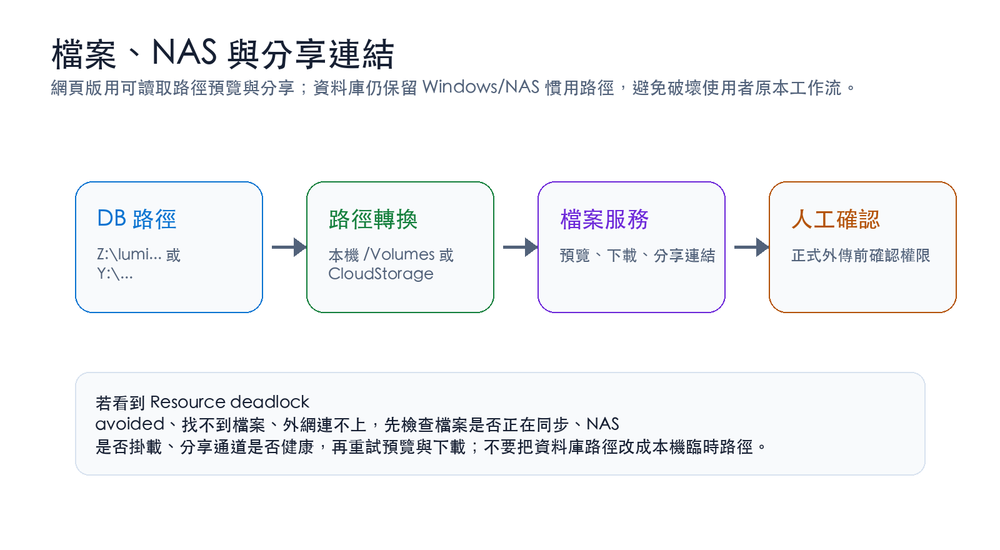 檔案、NAS 與分享連結
網頁版用可讀取路徑預覽與分享；資料庫仍保留 Windows/NAS 慣用路徑，避免破壞使用者原本工作流。
DB 路徑
Z:\lumi... 或
Y:\...
路徑轉換
本機 /Volumes 或
CloudStorage
檔案服務
預覽、下載、分享連結
人工確認
正式外傳前確認權限
若看到 Resource deadlock
avoided、找不到檔案、外網連不上，先檢查檔案是否正在同步、NAS
是否掛載、分享通道是否健康，再重試預覽與下載；不要把資料庫路徑改成本機臨時路徑。